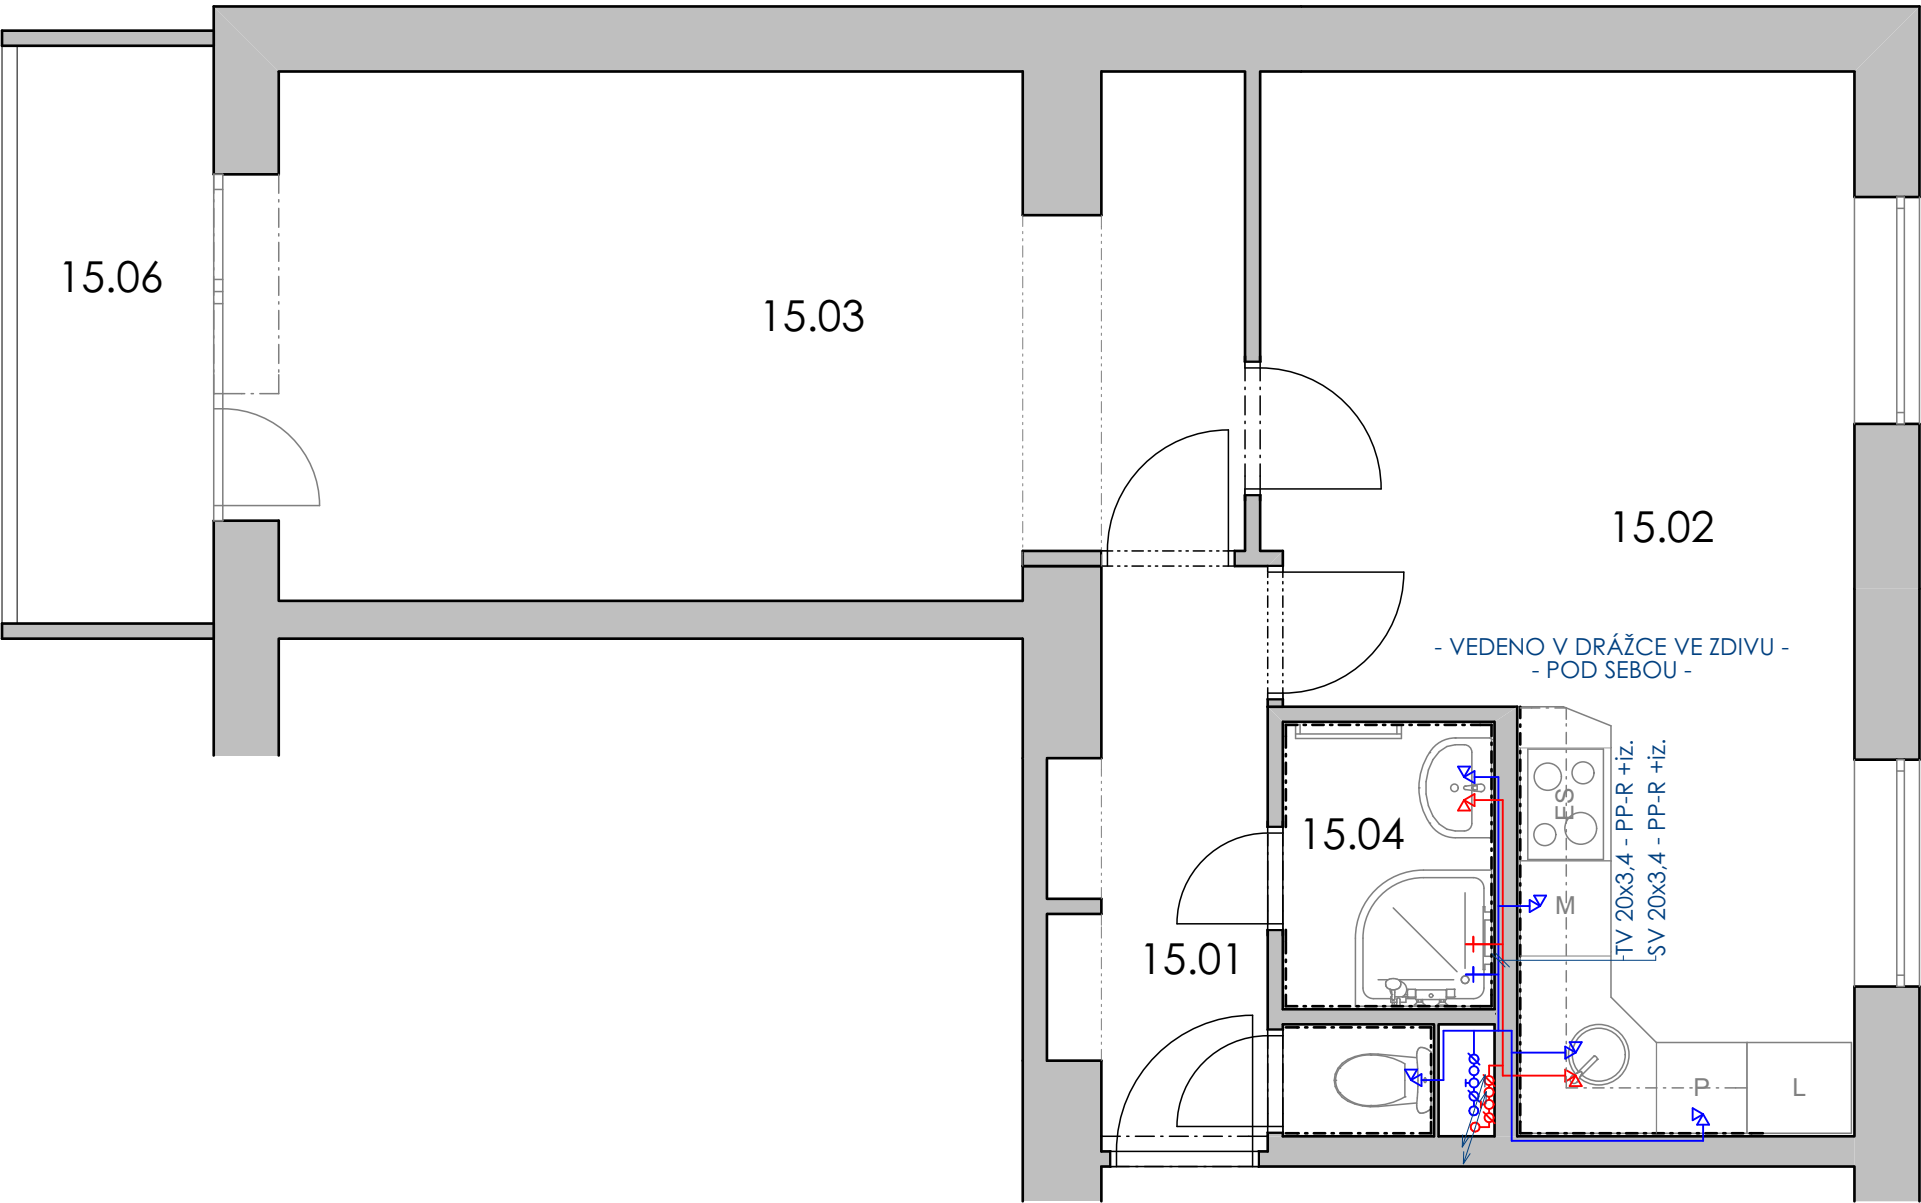 15.06
15.03
15.02
- VEDENO V DRÁŽCE VE ZDIVU -
- POD SEBOU -
15.04
ES
TV 20x3,4 - PP-R +iz.
SV 20x3,4 - PP-R +iz.
M
15.01
P
L